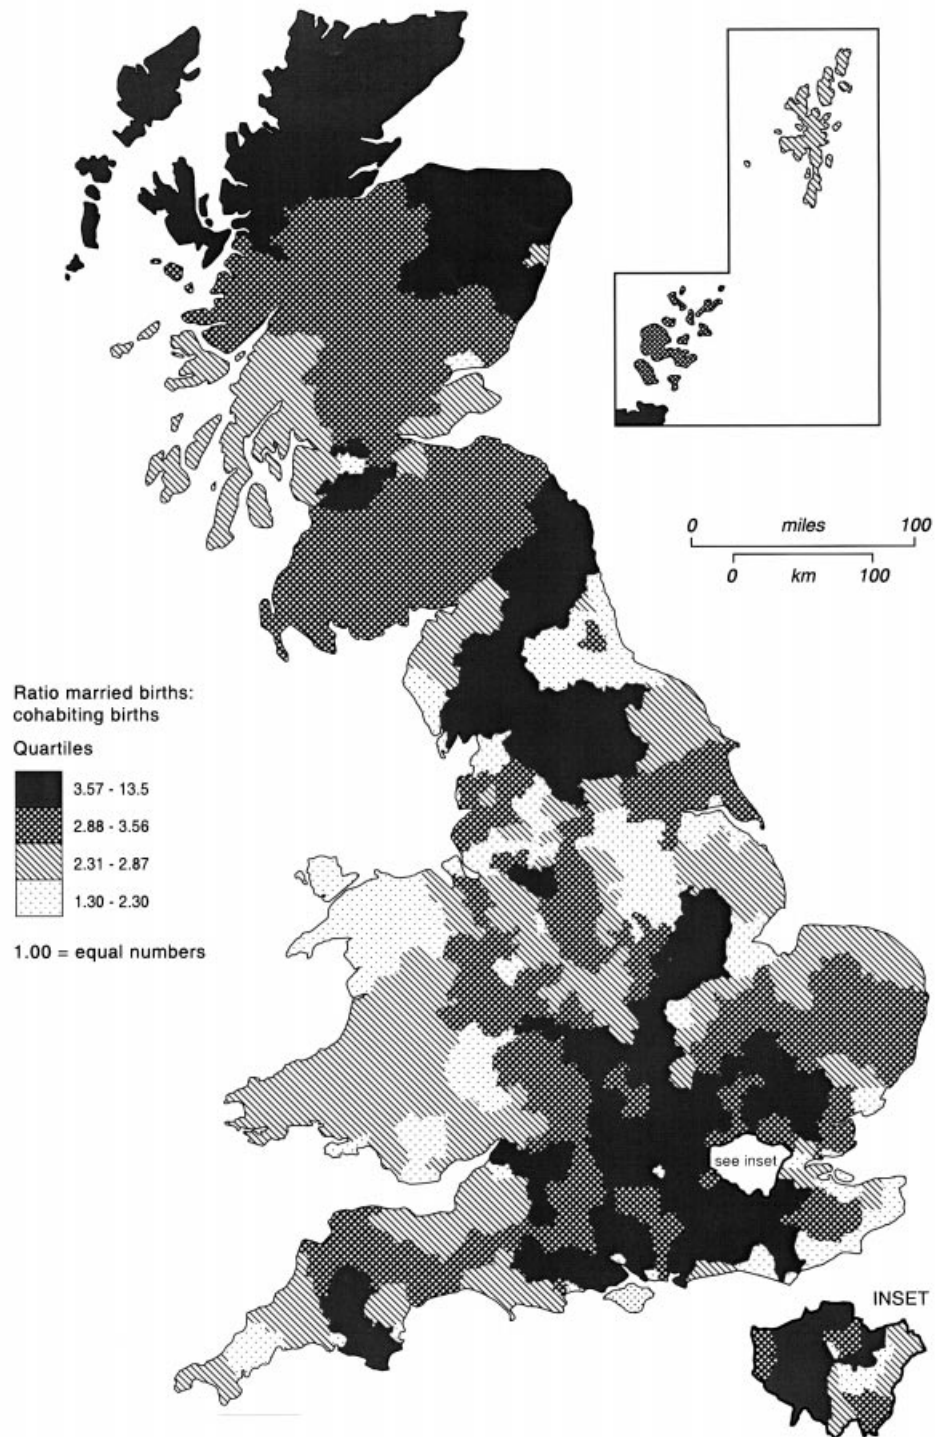 0 miles 100
0 km 100
Ratio married births:
cohabiting births
Quartiles
3.57 - 13.5
2.88 - 3.56
2.31 - 2.87
1.30 - 2.30
1.00 = equal numbers
see inset
INSET